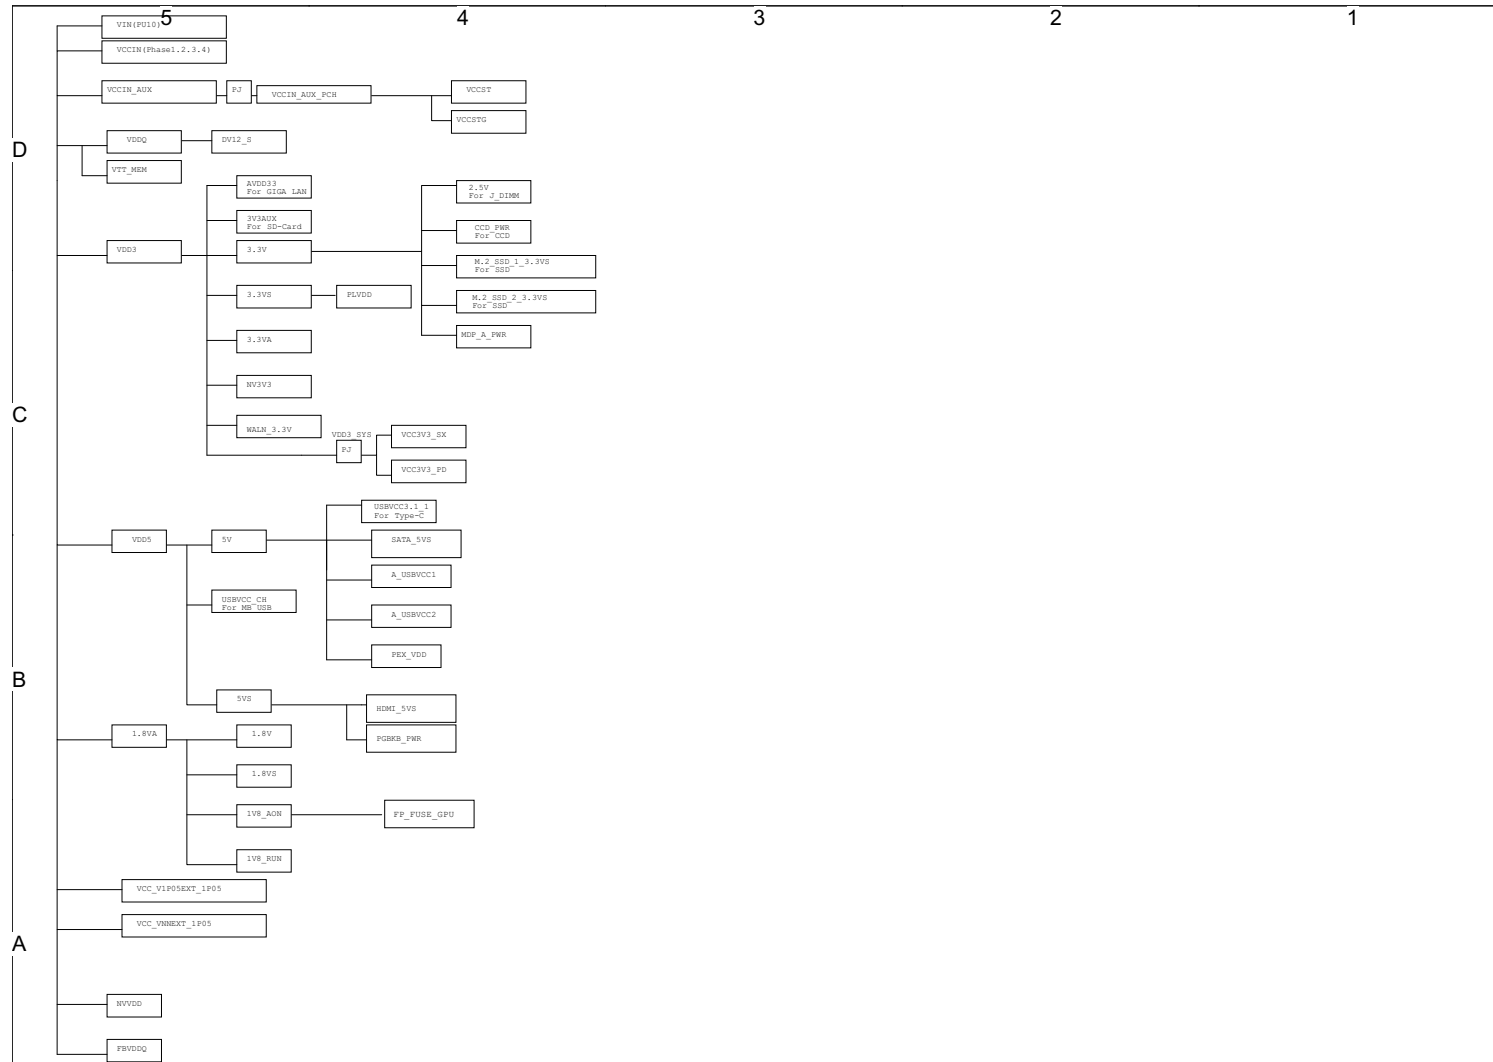 5 4 3 2 1
VIN(PU10)
VCCIN(Phase1.2.3.4)
VCCIN_AUX
PJ
VCCIN_AUX_PCH
VCCST
VCCSTG
D
VDDQ
DV12_S
VTT_MEM
AVDD33
For GIGA LAN
2.5V
For J_DIMM
3V3AUX
For SD-Card
CCD_PWR
For CCD
VDD3
3.3V
M.2_SSD_1_3.3VS
For SSD
3.3VS
PLVDD
M.2_SSD_2_3.3VS
For SSD
3.3VA
MDP_A_PWR
NV3V3
C
WALN_3.3V
VDD3_SYS
PJ
VCC3V3_SX
VCC3V3_PD
USBVCC3.1_1
For Type-C
VDD5
5V
SATA_5VS
A_USBVCC1
USBVCC_CH
For MB USB
A_USBVCC2
PEX_VDD
B
5VS
HDMI_5VS
PGBKB_PWR
1.8VA
1.8V
1.8VS
1V8_AON
FP_FUSE_GPU
1V8_RUN
VCC_V1P05EXT_1P05
VCC_VNNEXT_1P05
A
NVVDD
FBVDDQ